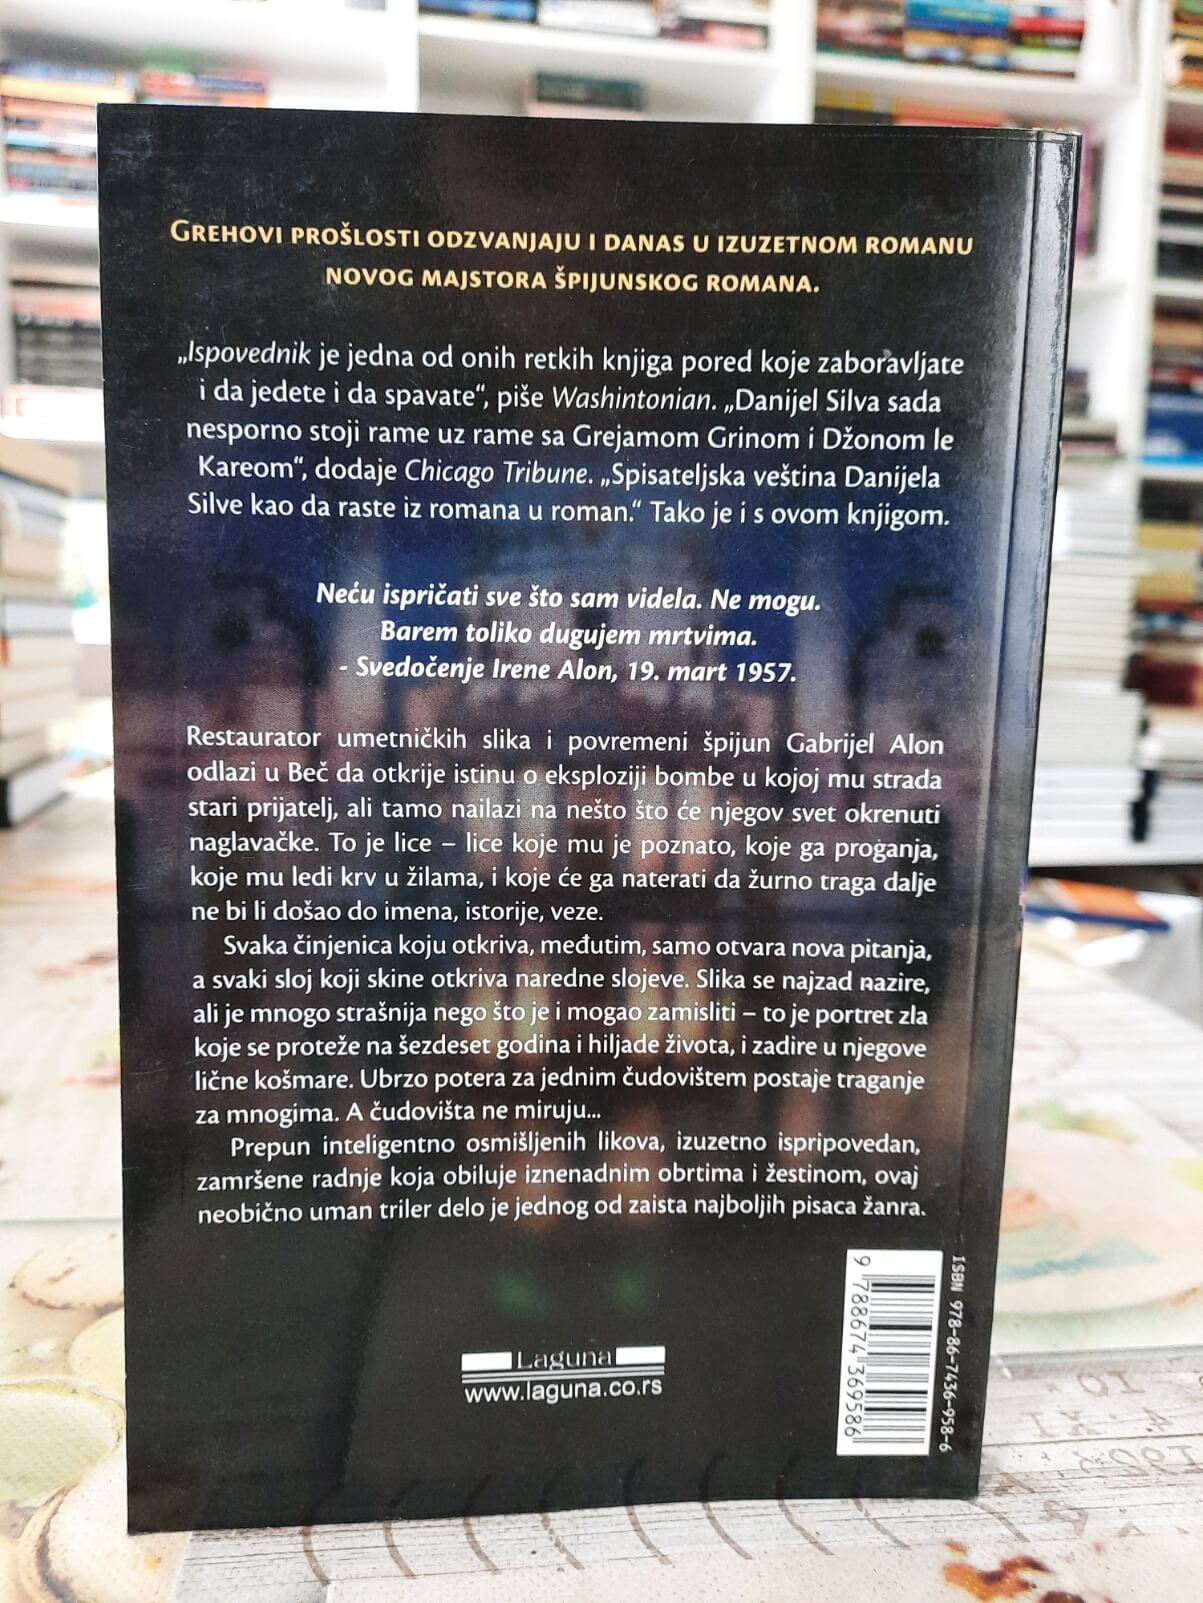 GREHOVI PROŠLOSTI ODZVANJAJU I DANAS U IZUZETNOM ROMANU
NOVOG MAJSTORA ŠPIJUNSKOG ROMANA.
„Ispovednik je jedna od onih retkih knjiga pored koje zaboravljate
i da jedete i da spavate“, piše Washintonian. „Danijel Silva sada
nesporno stoji rame uz rame sa Grejamom Grinom i Džonom le
Kareom“, dodaje Chicago Tribune. „Spisateljska veština Danijela
Silve kao da raste iz romana u roman.“ Tako je i s ovom knjigom.
Neću ispričati sve što sam videla. Ne mogu.
Barem toliko dugujem mrtvima.
- Svedočenje Irene Alon, 19. mart 1957.
Restaurator umetničkih slika i povremeni špijun Gabrijel Alon
odlazi u Beč da otkrije istinu o eksploziji bombe u kojoj mu strada
stari prijatelj, ali tamo nailazi na nešto što će njegov svet okrenuti
naglavačke. To je lice – lice koje mu je poznato, koje ga proganja,
koje mu ledi krv u žilama, i koje će ga naterati da žurno traga dalje
ne bi li došao do imena, istorije, veze.
Svaka činjenica koju otkriva, međutim, samo otvara nova pitanja,
a svaki sloj koji skine otkriva naredne slojeve. Slika se najzad nazire,
ali je mnogo strašnija nego što je i mogao zamisliti – to je portret zla
koje se proteže na šezdeset godina i hiljade života, i zadire u njegove
lične košmare. Ubrzo potera za jednim čudovištem postaje traganje
za mnogima. A čudovišta ne miruju...
Prepun inteligentno osmišljenih likova, izuzetno ispripovedan,
zamršene radnje koja obiluje iznenadnim obrtima i žestinom, ovaj
neobično uman triler delo je jednog od zaista najboljih pisaca žanra.
ISBN 978-86-7436-958-6
9 788674 369586
Laguna
www.laguna.co.rs